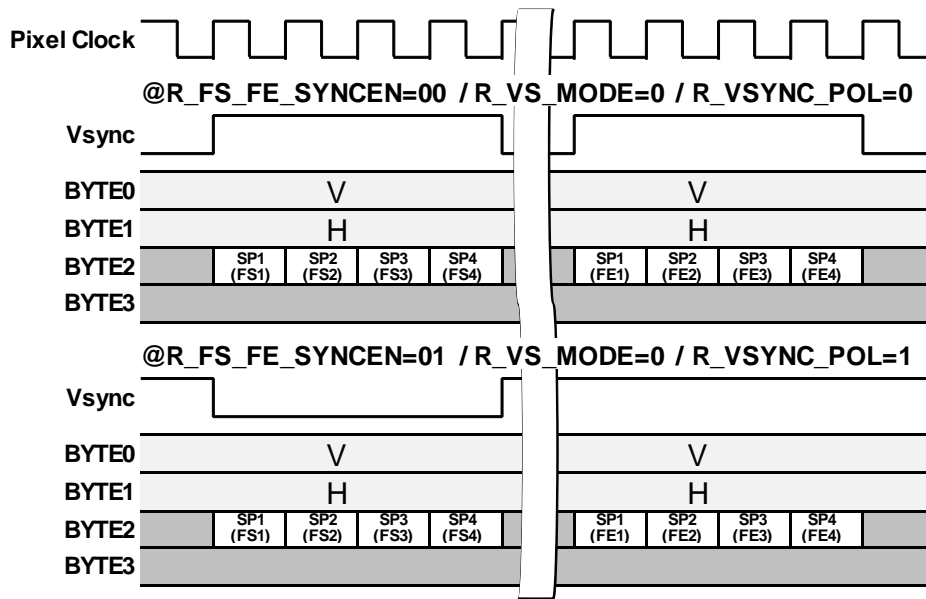 Pixel Clock
@R_FS_FE_SYNCEN=00 / R_VS_MODE=0 / R_VSYNC_POL=0
Vsync
BYTE0 V V
BYTE1 H H
BYTE2 SP1 (FS1) SP2 (FS2) SP3 (FS3) SP4 (FS4) SP1 (FE1) SP2 (FE2) SP3 (FE3) SP4 (FE4)
BYTE3
@R_FS_FE_SYNCEN=01 / R_VS_MODE=0 / R_VSYNC_POL=1
Vsync
BYTE0 V V
BYTE1 H H
BYTE2 SP1 (FS1) SP2 (FS2) SP3 (FS3) SP4 (FS4) SP1 (FE1) SP2 (FE2) SP3 (FE3) SP4 (FE4)
BYTE3